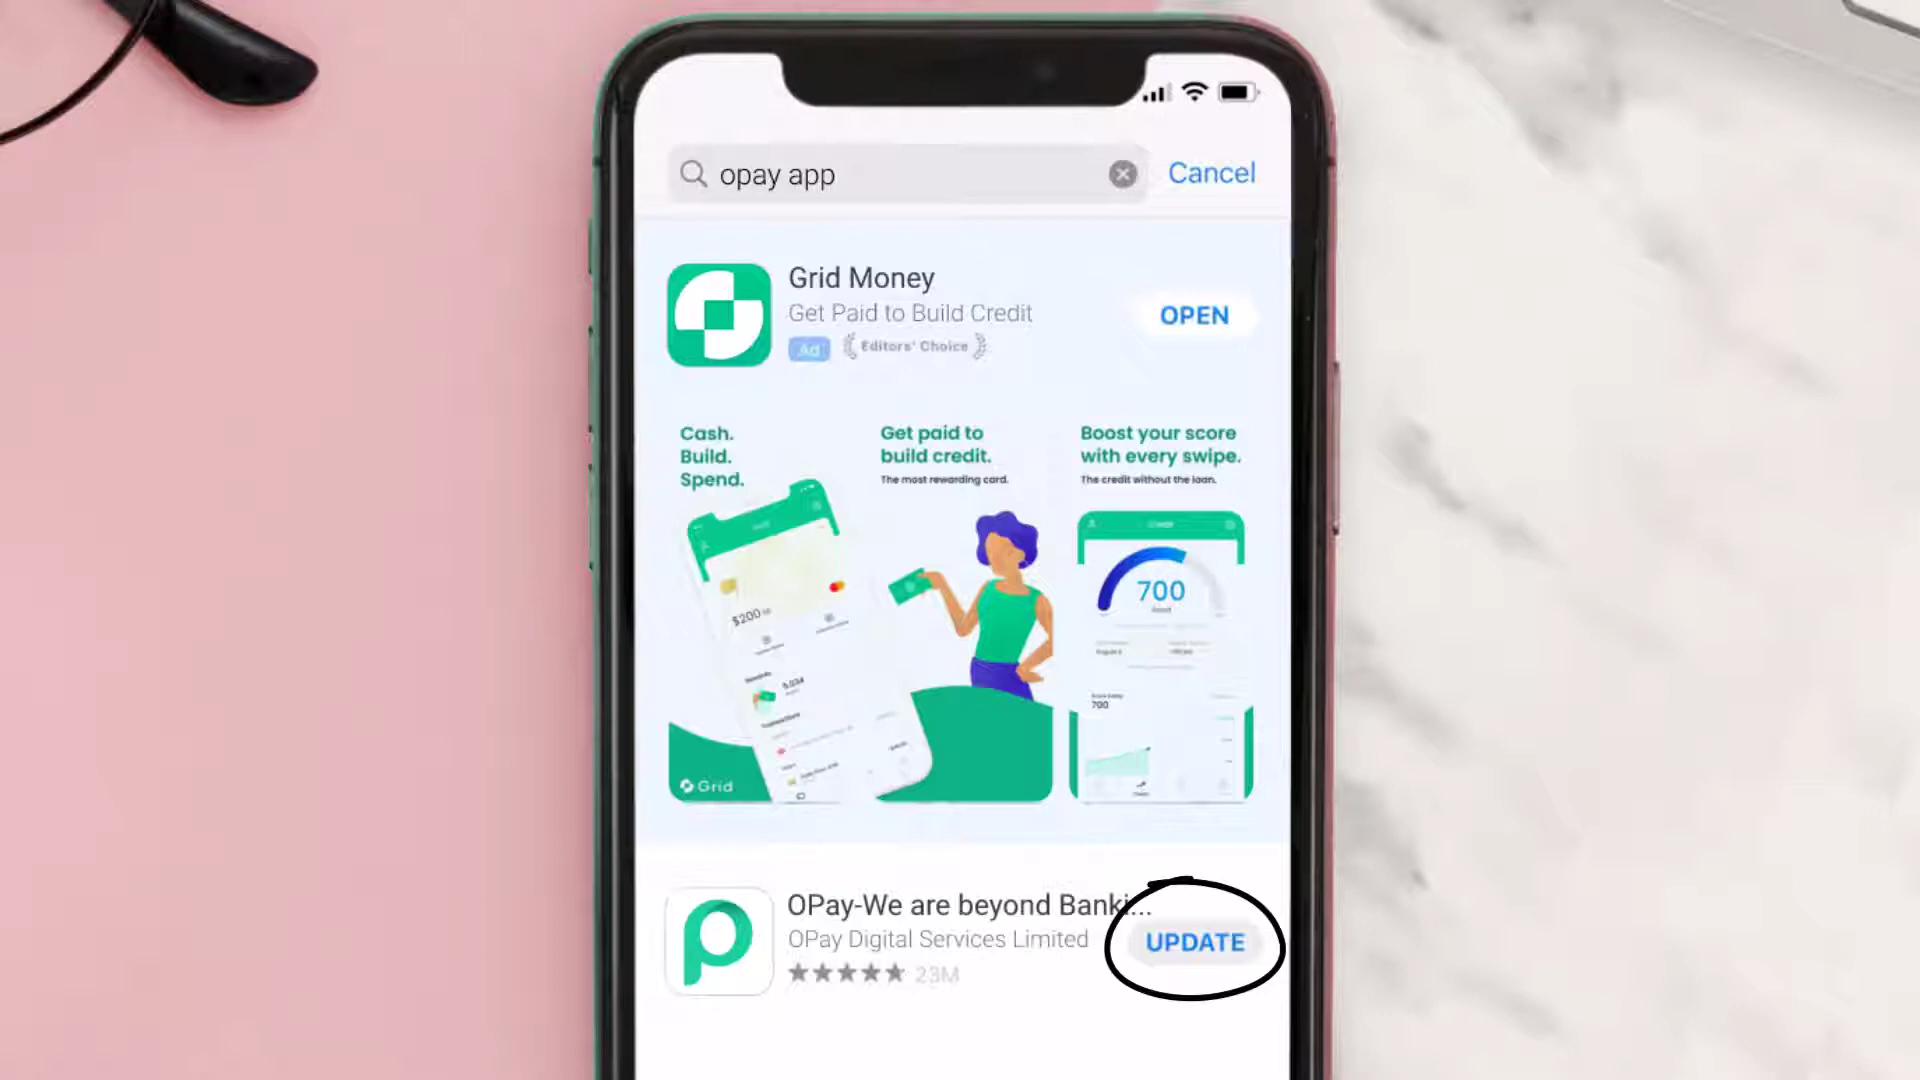 opay app
Cancel
Grid Money
Get Paid to Build Credit
OPEN
Ad
Editors' Choice
Cash.
Build.
Spend.
Get paid to
build credit.
The most rewarding card.
Boost your score
with every swipe.
The credit without the loan.
$200
700
5,034
700
Grid
OPay-We are beyond Banki...
OPay Digital Services Limited
UPDATE
23M